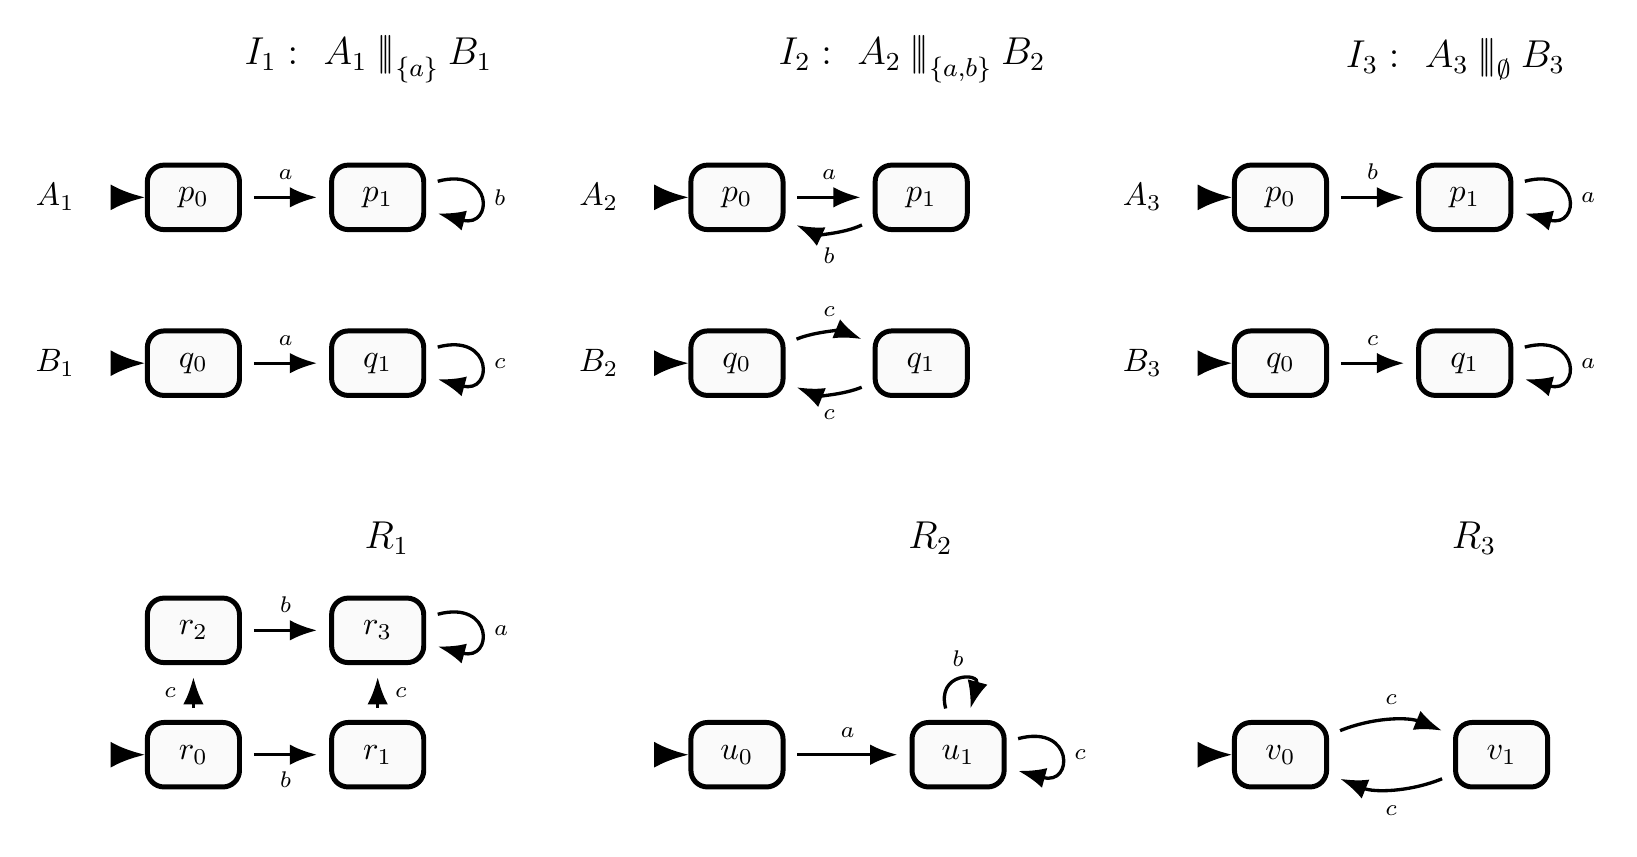 I₁ : A₁ |||_{a} B₁ I₂ : A₂ |||_{a,b} B₂ I₃ : A₃ |||_∅ B₃
a a b
A₁ p₀ p₁ b A₂ p₀ p₁ A₃ p₀ p₁ a
b
a c c
B₁ q₀ q₁ c B₂ q₀ q₁ B₃ q₀ q₁ a
c
R₁ R₂ R₃
b
r₂ r₃ a
b
c c c
a
r₀ r₁ u₀ u₁ c v₀ v₁
b c